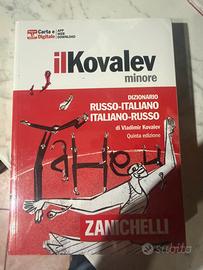 Carta e
Digitale
APP
WEB
DOWNLOAD
ilKovalev
minore
DIZIONARIO
RUSSO-ITALIANO
ITALIANO-RUSSO
di Vladimir Kovalev
Quinta edizione
Танец
ZANICHELLI
subito